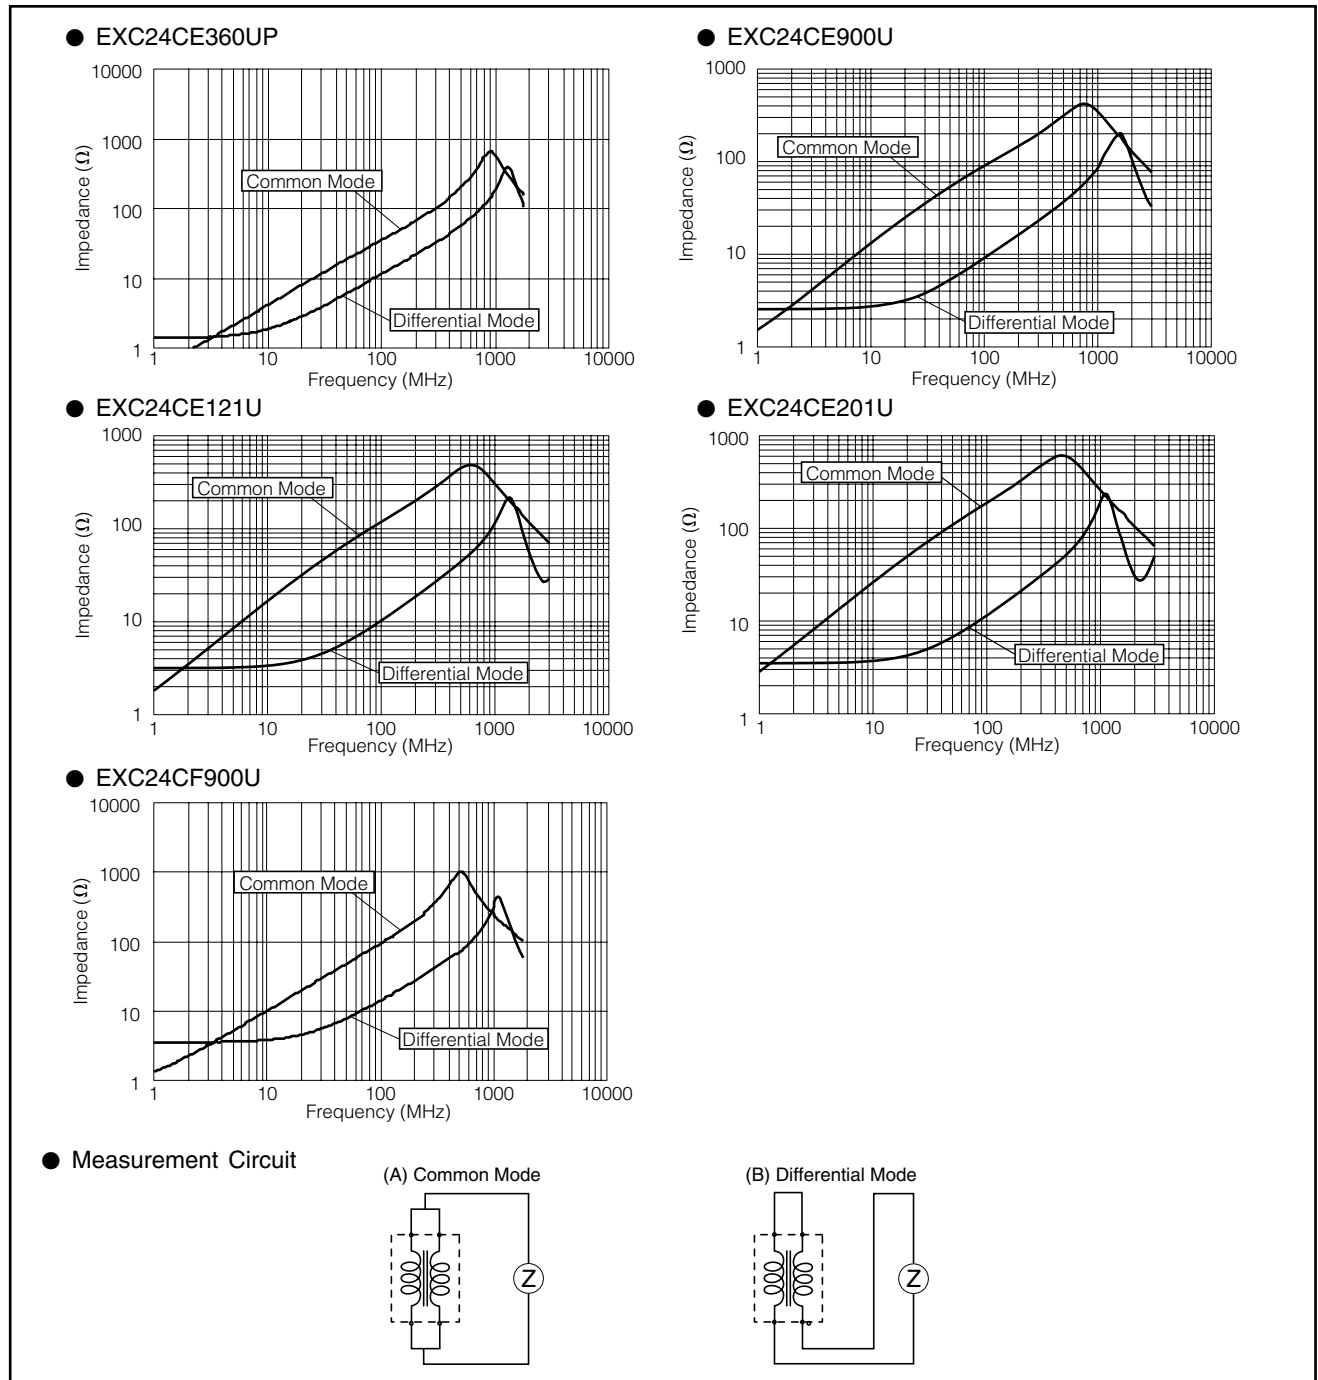 ● EXC24CE360UP
10000
1000
100
10
1
Impedance (Ω)
Common Mode
Differential Mode
1 10 100 1000 10000
Frequency (MHz)
● EXC24CE900U
1000
100
10
1
Impedance (Ω)
Common Mode
Differential Mode
1 10 100 1000 10000
Frequency (MHz)
● EXC24CE121U
1000
100
10
1
Impedance (Ω)
Common Mode
Differential Mode
1 10 100 1000 10000
Frequency (MHz)
● EXC24CE201U
1000
100
10
1
Impedance (Ω)
Common Mode
Differential Mode
1 10 100 1000 10000
Frequency (MHz)
● EXC24CF900U
10000
1000
100
10
1
Impedance (Ω)
Common Mode
Differential Mode
1 10 100 1000 10000
Frequency (MHz)
● Measurement Circuit
(A) Common Mode
Z
(B) Differential Mode
Z